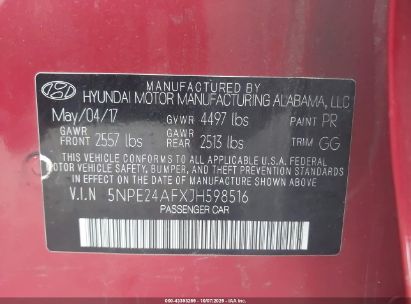 MANUFACTURED BY
HYUNDAI MOTOR MANUFACTURING ALABAMA, LLC
May/04/17 GVWR 4497 lbs PAINT PR
GAWR FRONT 2557 lbs GAWR REAR 2513 lbs TRIM GG
THIS VEHICLE CONFORMS TO ALL APPLICABLE U.S. FEDERAL
MOTOR VEHICLE SAFETY, BUMPER, AND THEFT PREVENTION STANDARDS
IN EFFECT ON THE DATE OF MANUFACTURE SHOWN ABOVE.
V.I.N 5NPE24AFXJH598516
PASSENGER CAR